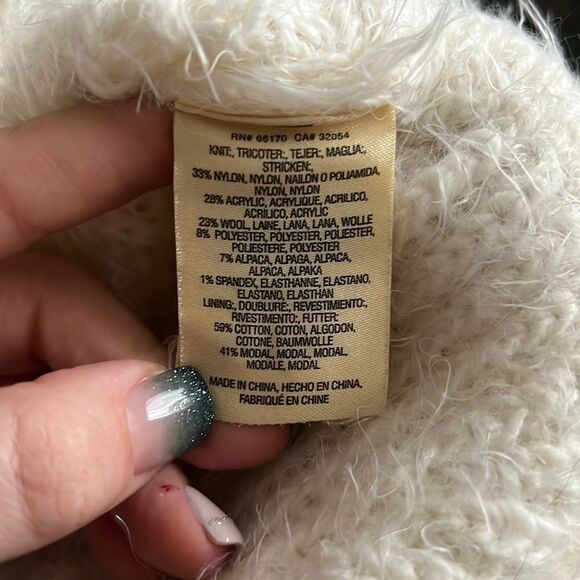 RN# 66170 CA# 32054
KNIT:, TRICOTER:, TEJER:, MAGLIA:,
STRICKEN:,
33% NYLON, NYLON, NAILON O POLIAMIDA,
NYLON, NYLON
28% ACRYLIC, ACRYLIQUE, ACRILICO,
ACRILICO, ACRYLIC
23% WOOL, LAINE, LANA, LANA, WOLLE
8% POLYESTER, POLYESTER, POLIESTER,
POLIESTERE, POLYESTER
7% ALPACA, ALPAGA, ALPACA,
ALPACA, ALPAKA
1% SPANDEX, ELASTHANNE, ELASTANO,
ELASTANO, ELASTHAN
LINING:, DOUBLURE:, REVESTIMIENTO:,
RIVESTIMENTO:, FUTTER:
59% COTTON, COTON, ALGODON,
COTONE, BAUMWOLLE
41% MODAL, MODAL, MODAL,
MODALE, MODAL
MADE IN CHINA, HECHO EN CHINA,
FABRIQUÉ EN CHINE